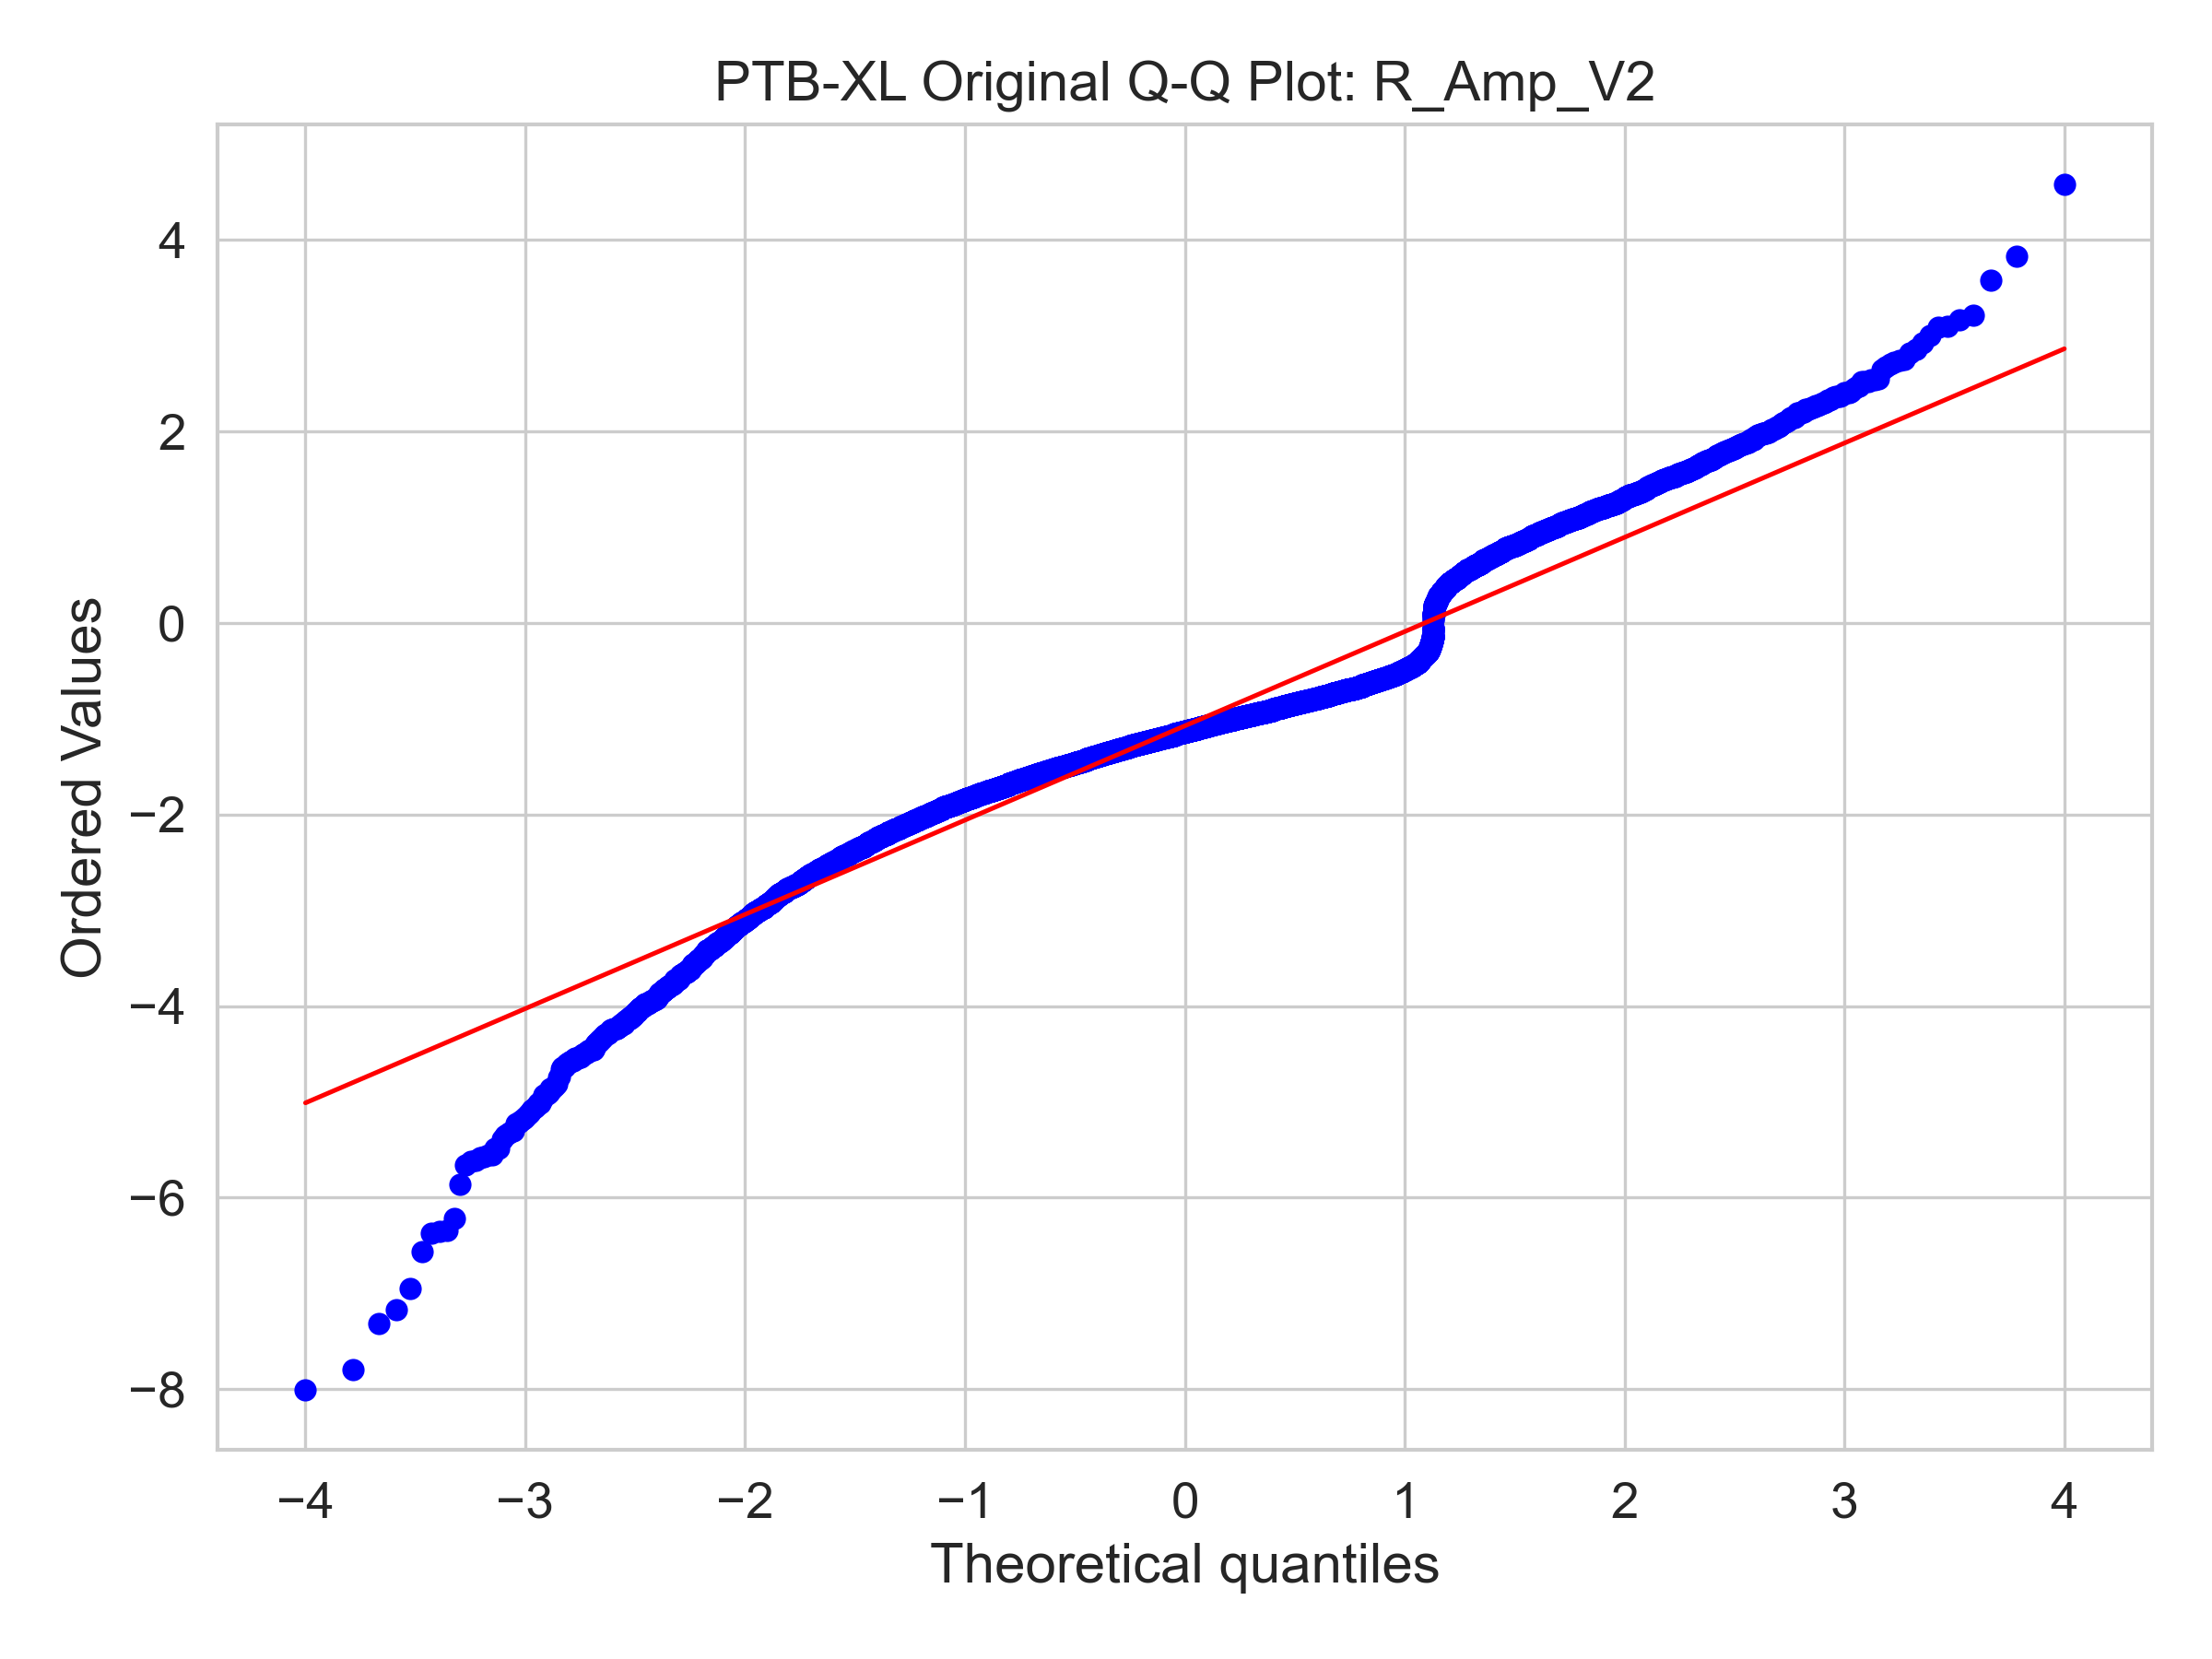 PTB-XL Original Q-Q Plot: R_Amp_V2
Ordered Values
4
2
0
−2
−4
−6
−8
−4 −3 −2 −1 0 1 2 3 4
Theoretical quantiles